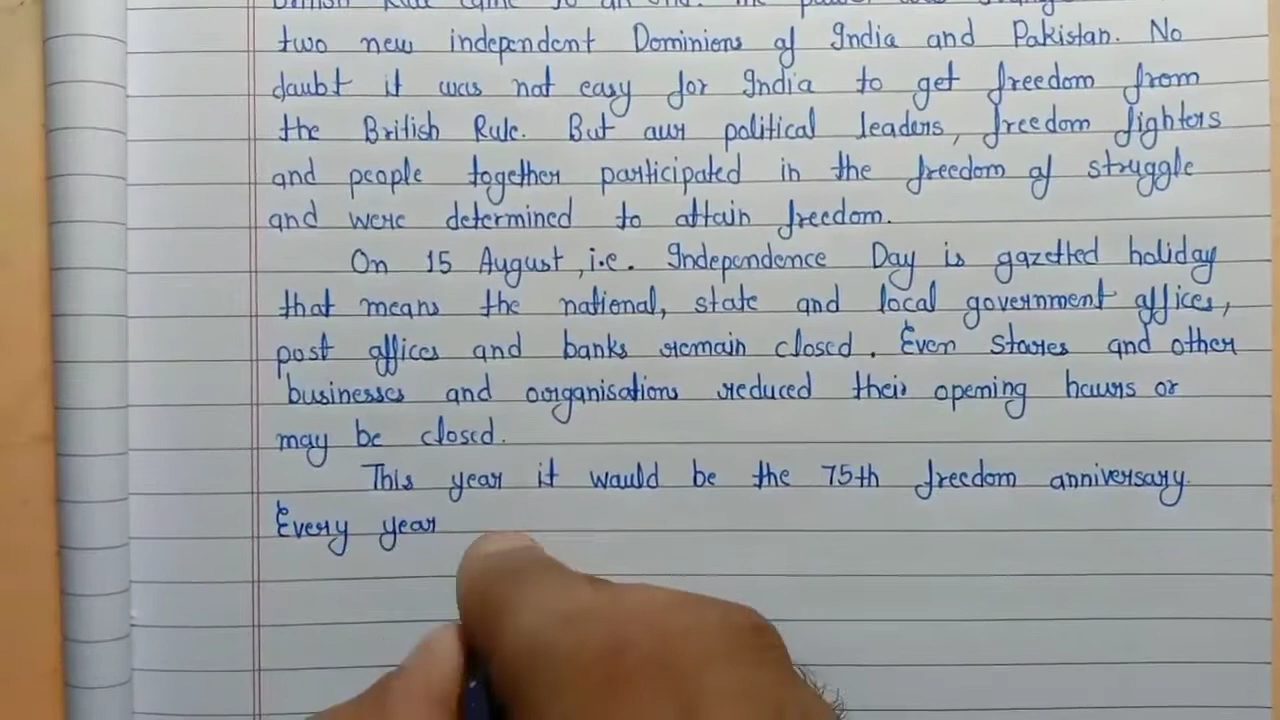 two new independent Dominions of India and Pakistan. No
doubt it was not easy for India to get freedom from
the British Rule. But our political leaders, freedom fighters
and people together participated in the freedom of struggle
and were determined to attain freedom.
On 15 August, i.e. Independence Day is gazetted holiday
that means the national, state and local government offices,
post offices and banks remain closed. Even stores and other
businesses and organisations reduced their opening hours or
may be closed.
This year it would be the 75th freedom anniversary.
Every year